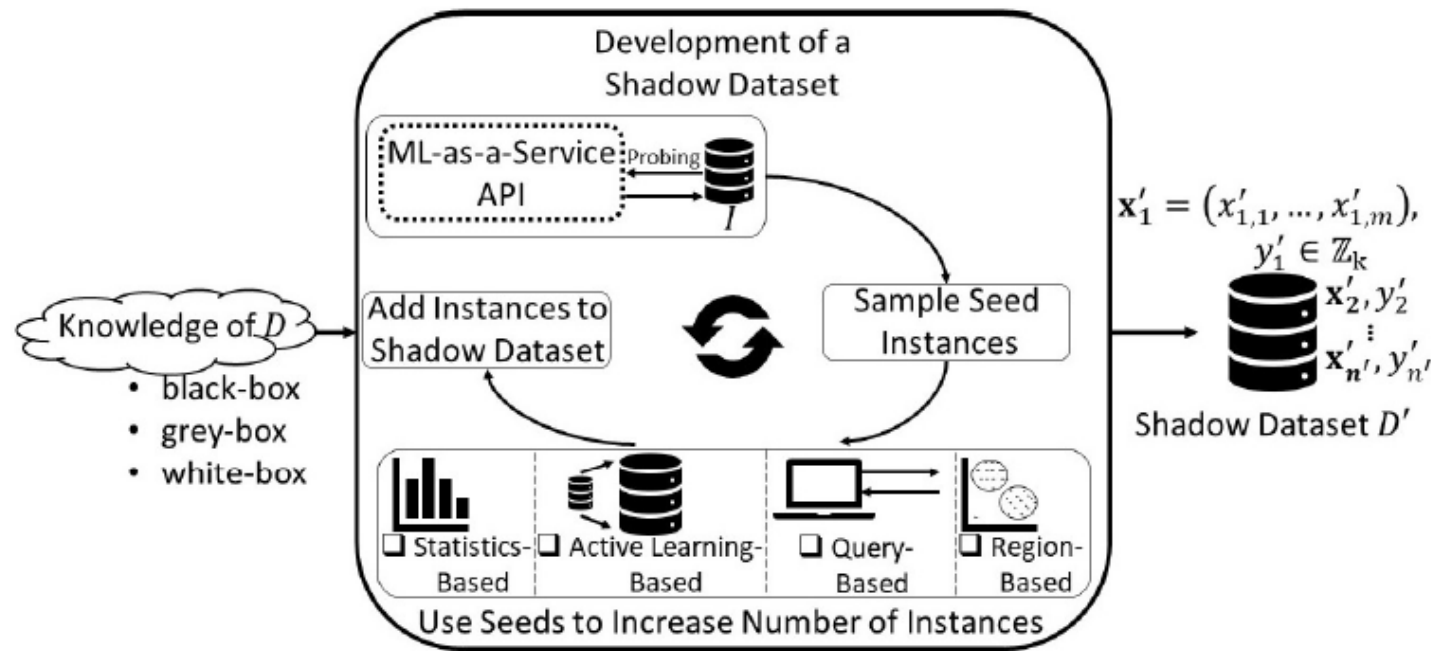 Development of a
Shadow Dataset
ML-as-a-Service
API
Probing
I
Knowledge of D
• black-box
• grey-box
• white-box
Add Instances to
Shadow Dataset
Sample Seed
Instances
❑ Statistics-
Based
❑ Active Learning-
Based
❑ Query-
Based
❑ Region-
Based
Use Seeds to Increase Number of Instances
𝐱′₁ = (x′₁,₁, …, x′₁,ₘ),
y′₁ ∈ ℤₖ
𝐱′₂, y′₂
⋮
𝐱′ₙ′, y′ₙ′
Shadow Dataset D′